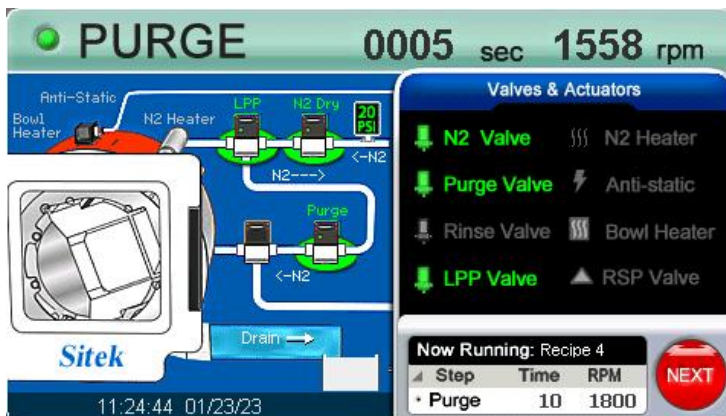 PURGE 0005 sec 1558 rpm
Anti-Static
Bowl Heater
N2 Heater
LPP
N2 Dry
20 PSI
<-N2
N2--->
Purge
<-N2
Drain
Sitek
11:24:44 01/23/23
Valves & Actuators
N2 Valve N2 Heater
Purge Valve Anti-static
Rinse Valve Bowl Heater
LPP Valve RSP Valve
Now Running: Recipe 4
Step Time RPM
Purge 10 1800
NEXT